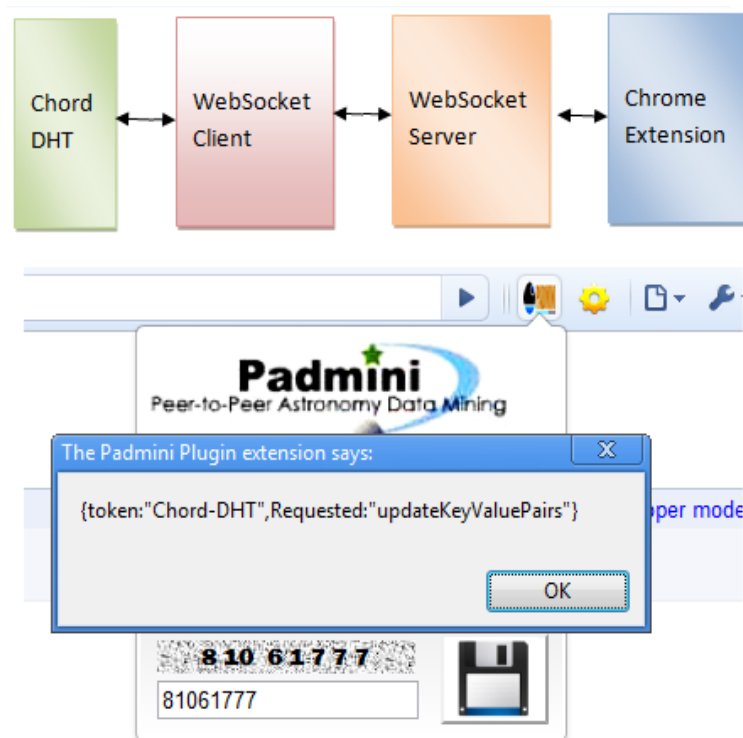 Chord
DHT
WebSocket
Client
WebSocket
Server
Chrome
Extension
Padmini
Peer-to-Peer Astronomy Data Mining
The Padmini Plugin extension says:
{token:"Chord-DHT",Requested:"updateKeyValuePairs"}
oper mode
OK
810 61777
81061777